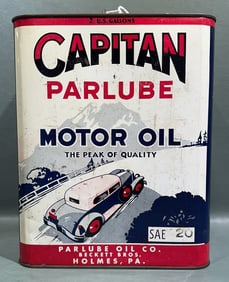 2 U.S. GALLONS
CAPITAN
PARLUBE
MOTOR OIL
THE PEAK OF QUALITY
SAE 20
PARLUBE OIL CO.
BECKETT BROS.
HOLMES, PA.